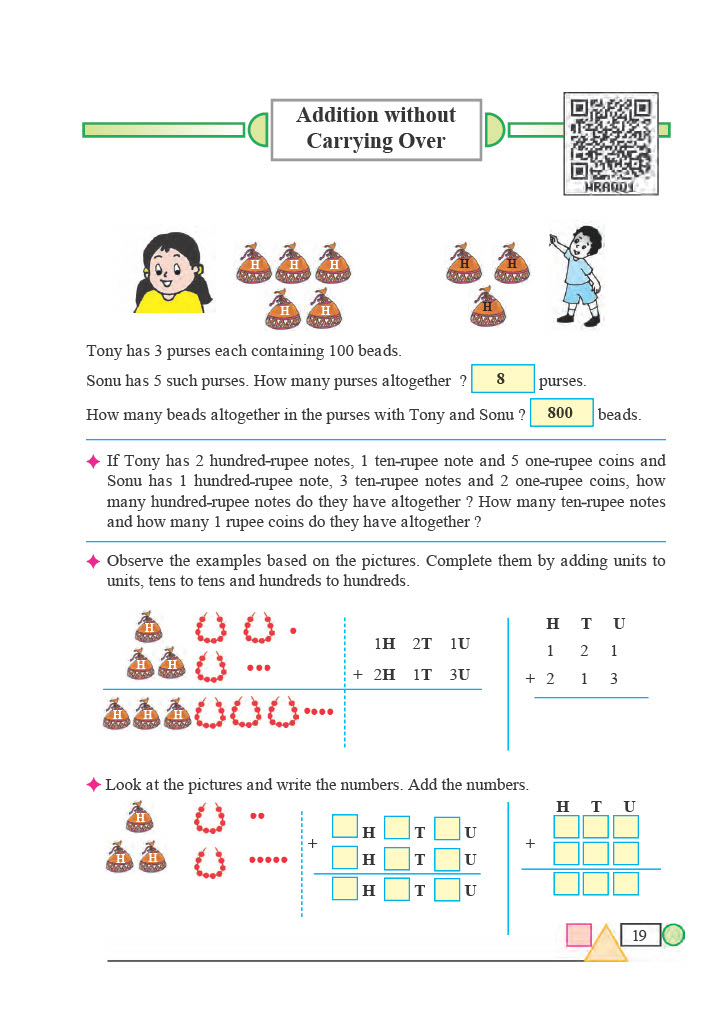 Addition without
Carrying Over
WRAQQ1
H H H H H
H H H
Tony has 3 purses each containing 100 beads.
Sonu has 5 such purses. How many purses altogether ? 8 purses.
How many beads altogether in the purses with Tony and Sonu ? 800 beads.
If Tony has 2 hundred-rupee notes, 1 ten-rupee note and 5 one-rupee coins and
Sonu has 1 hundred-rupee note, 3 ten-rupee notes and 2 one-rupee coins, how
many hundred-rupee notes do they have altogether ? How many ten-rupee notes
and how many 1 rupee coins do they have altogether ?
Observe the examples based on the pictures. Complete them by adding units to
units, tens to tens and hundreds to hundreds.
H
H H
H H H
1H 2T 1U
+ 2H 1T 3U
H T U
1 2 1
+ 2 1 3
Look at the pictures and write the numbers. Add the numbers.
H
H H
H T U
+
H T U
H T U
H T U
+
19